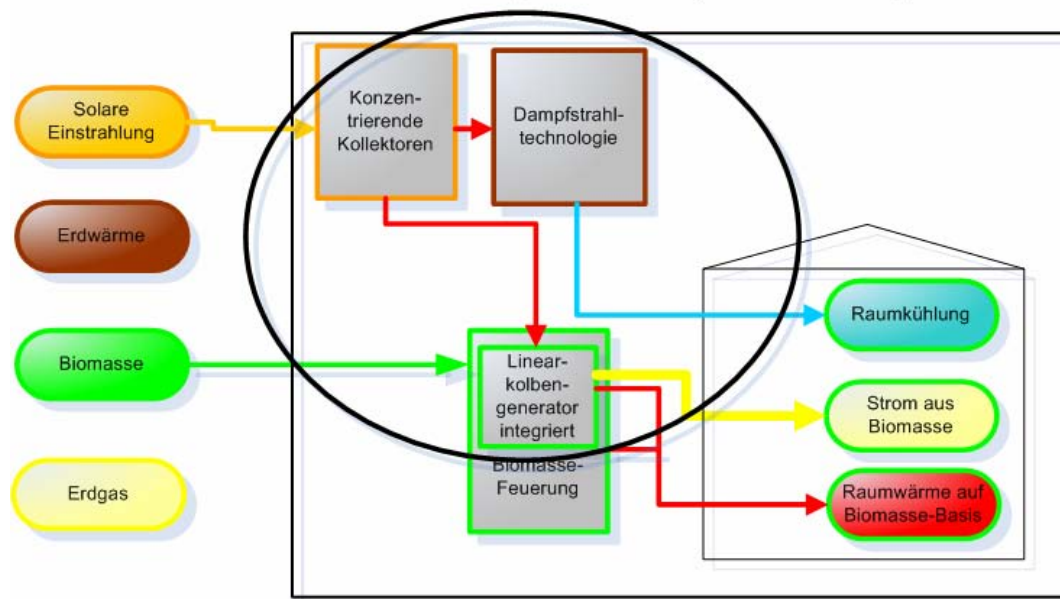 Solare
Einstrahlung
Konzen-
trierende
Kollektoren
Dampfstrahl-
technologie
Erdwärme
Raumkühlung
Biomasse
Linear-
kolben-
generator
integriert
Strom aus
Biomasse
Biomasse-
Feuerung
Erdgas
Raumwärme auf
Biomasse-Basis